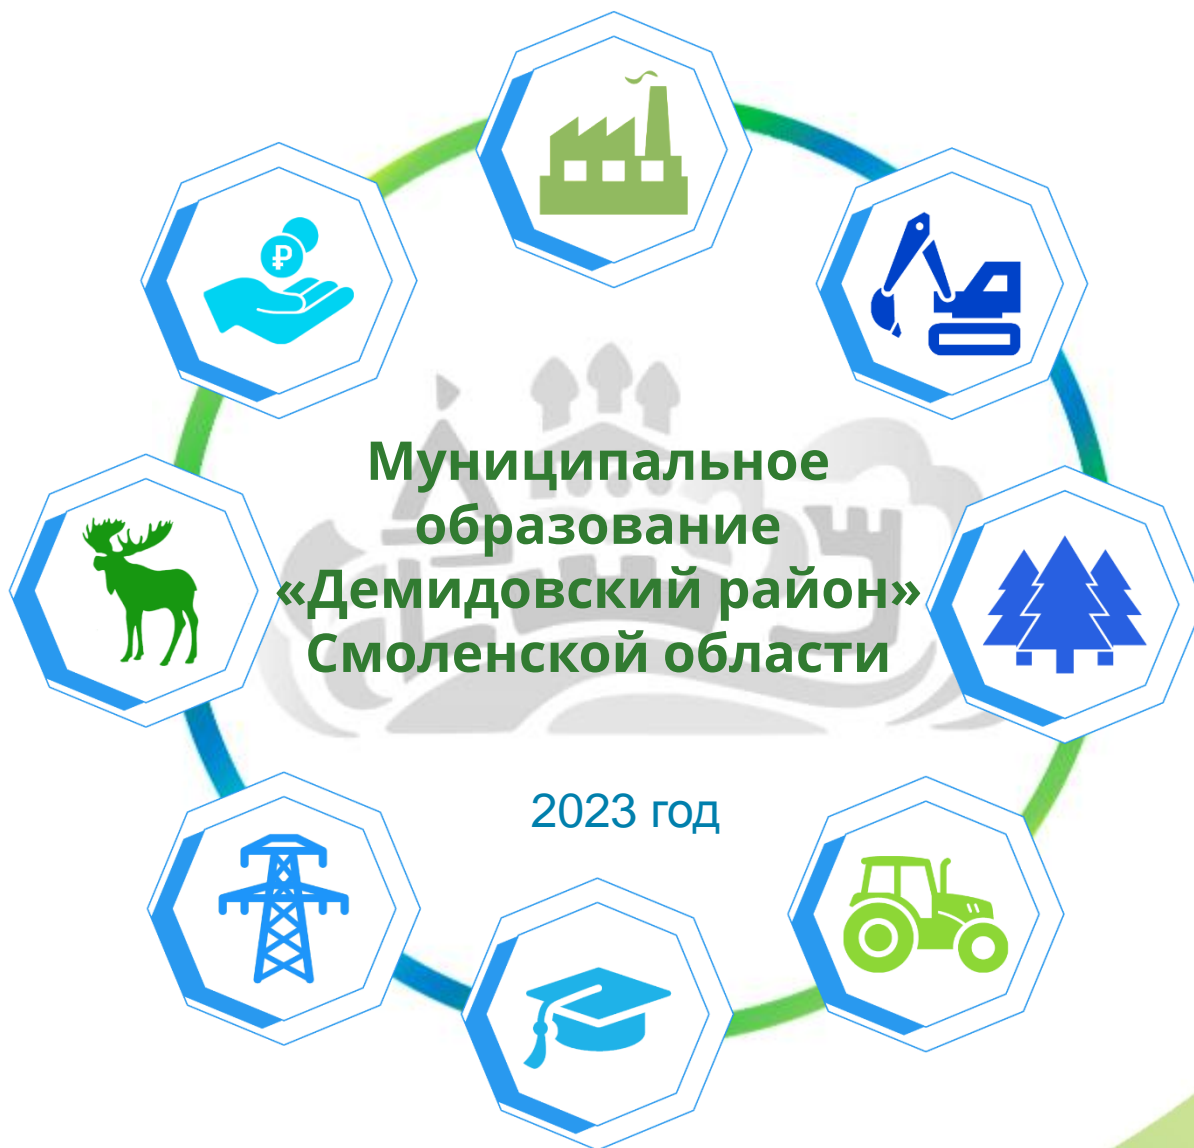 ₽
Муниципальное
образование
«Демидовский район»
Смоленской области
2023 год